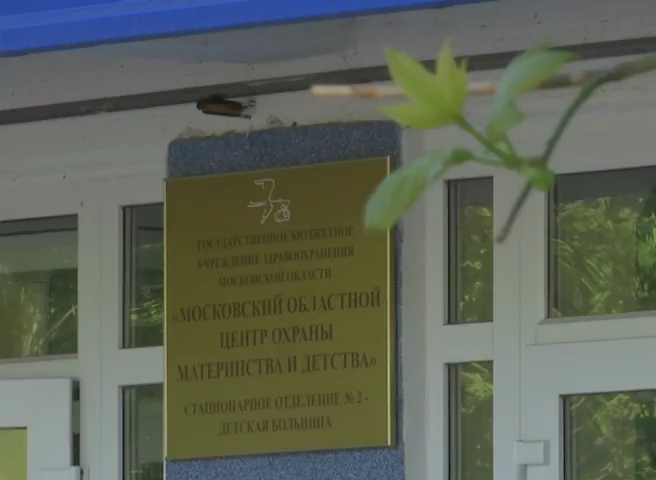 ГОСУДАРСТВЕННОЕ БЮДЖЕТНОЕ
УЧРЕЖДЕНИЕ ЗДРАВООХРАНЕНИЯ
МОСКОВСКОЙ ОБЛАСТИ
«МОСКОВСКИЙ ОБЛАСТНОЙ
ЦЕНТР ОХРАНЫ
МАТЕРИНСТВА И ДЕТСТВА»
СТАЦИОНАРНОЕ ОТДЕЛЕНИЕ № 2 -
ДЕТСКАЯ БОЛЬНИЦА